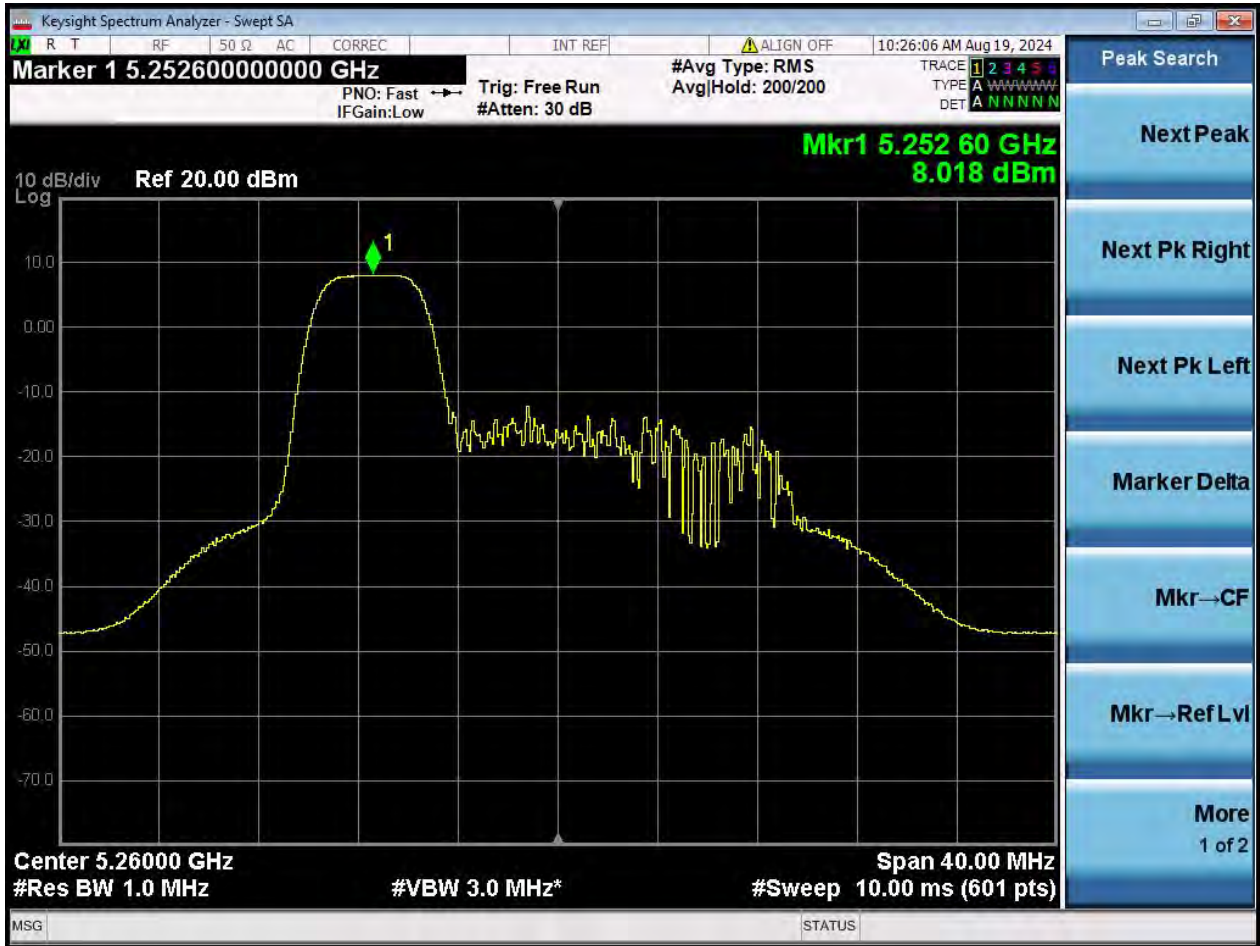 Keysight Spectrum Analyzer - Swept SA
LXI R T RF 50 Ω AC CORREC INT REF ALIGN OFF 10:26:06 AM Aug 19, 2024
Marker 1 5.252600000000 GHz
PNO: Fast
IFGain:Low
Trig: Free Run
#Atten: 30 dB
#Avg Type: RMS
Avg|Hold: 200/200
TRACE 1 2 3 4 5 6
TYPE A WWWWW
DET A N N N N N
Mkr1 5.252 60 GHz
8.018 dBm
10 dB/div Ref 20.00 dBm
Log
1
10.0
0.00
-10.0
-20.0
-30.0
-40.0
-50.0
-60.0
-70.0
Center 5.26000 GHz Span 40.00 MHz
#Res BW 1.0 MHz #VBW 3.0 MHz* #Sweep 10.00 ms (601 pts)
MSG STATUS
Peak Search
Next Peak
Next Pk Right
Next Pk Left
Marker Delta
Mkr→CF
Mkr→Ref Lvl
More
1 of 2